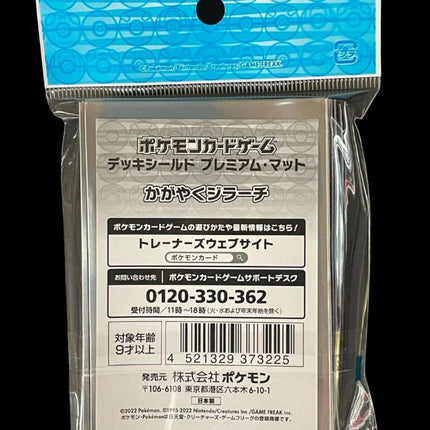 ©Pokémon/Nintendo/Creatures/GAME FREAK.
プラ
ポケモンカードゲーム
デッキシールド プレミアム・マット
かがやくジラーチ
ポケモンカードゲームの遊びかたや最新情報はこちら!
トレーナーズウェブサイト
ポケモンカード
お問い合わせ先 ポケモンカードゲームサポートデスク
0120-330-362
受付時間/11時～18時(火・水および年末年始を除く)
対象年齢
9才以上
4 521329 373225
発売元 株式会社ポケモン
〒106-6108 東京都港区六本木6-10-1
日本製
©2022 Pokémon. ©1995-2022 Nintendo/Creatures Inc./GAME FREAK inc.
ポケットモンスター・ポケモン・Pokémonは任天堂・クリーチャーズ・ゲームフリークの登録商標です。